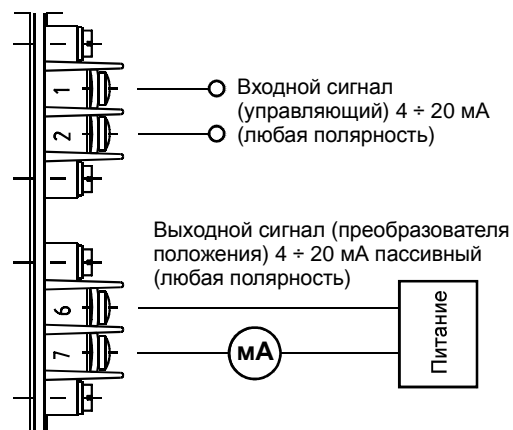 1
Входной сигнал
(управляющий) 4 ÷ 20 мА
2
(любая полярность)
Выходной сигнал (преобразователя
положения) 4 ÷ 20 мА пассивный
(любая полярность)
6
7
мА
Питание